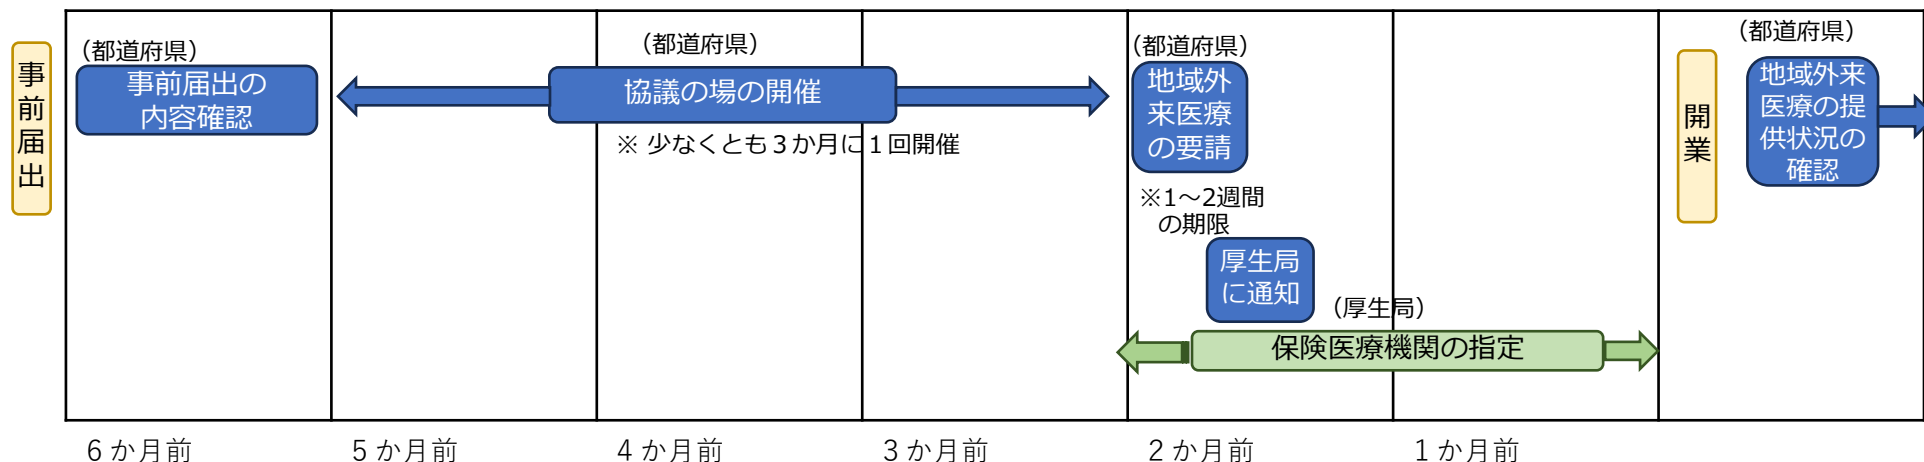 事前届出
（都道府県）
事前届出の
内容確認
（都道府県）
協議の場の開催
※ 少なくとも３か月に１回開催
（都道府県）
地域外
来医療
の要請
※1～2週間
の期限
厚生局
に通知
（厚生局）
保険医療機関の指定
開業
（都道府県）
地域外来
医療の提
供状況の
確認
６か月前
５か月前
４か月前
３か月前
２か月前
１か月前